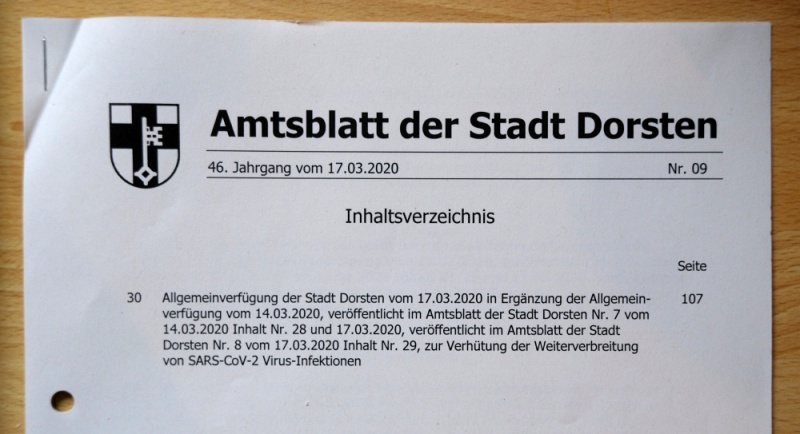 Amtsblatt der Stadt Dorsten
46. Jahrgang vom 17.03.2020 Nr. 09
Inhaltsverzeichnis
Seite
30 Allgemeinverfügung der Stadt Dorsten vom 17.03.2020 in Ergänzung der Allgemein- 107
verfügung vom 14.03.2020, veröffentlicht im Amtsblatt der Stadt Dorsten Nr. 7 vom
14.03.2020 Inhalt Nr. 28 und 17.03.2020, veröffentlicht im Amtsblatt der Stadt
Dorsten Nr. 8 vom 17.03.2020 Inhalt Nr. 29, zur Verhütung der Weiterverbreitung
von SARS-CoV-2 Virus-Infektionen